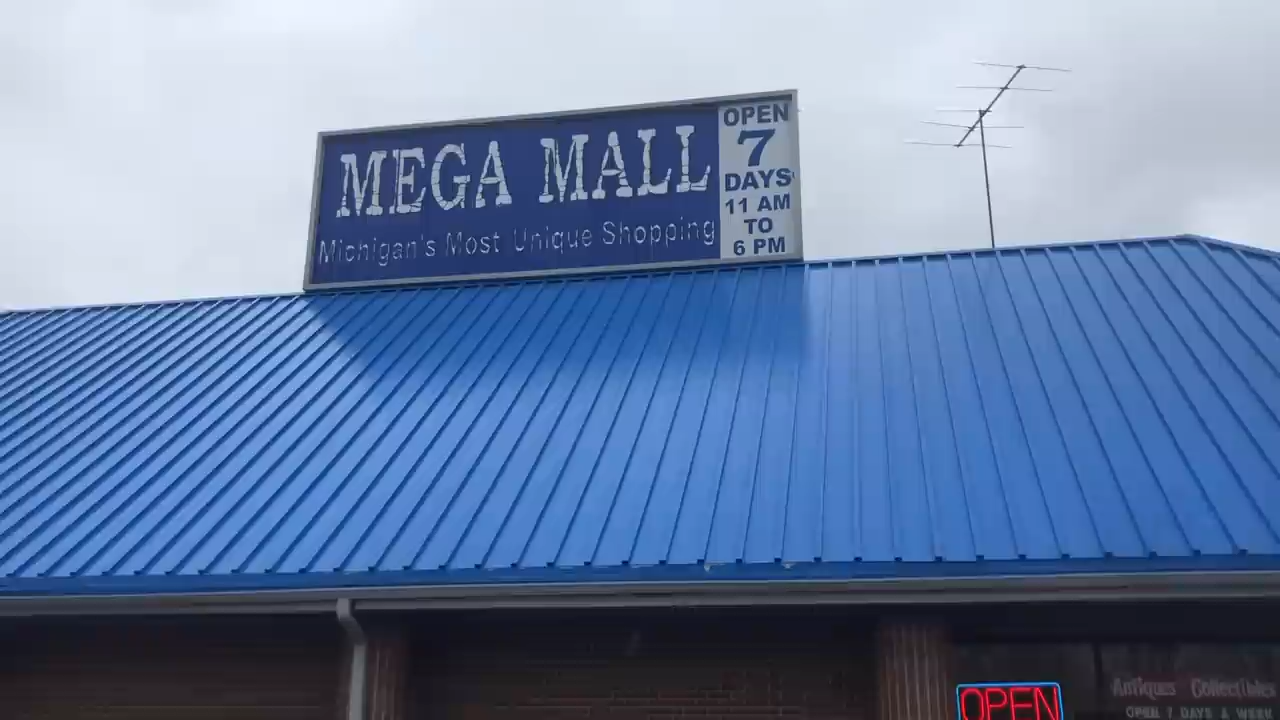 MEGA MALL
Michigan's Most Unique Shopping
OPEN
7
DAYS
11 AM
TO
6 PM
OPEN
Antiques Collectibles
OPEN 7 DAYS A WEEK